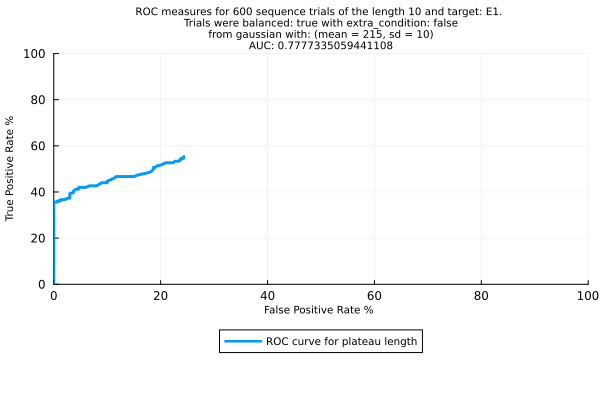 ROC measures for 600 sequence trials of the length 10 and target: E1.
Trials were balanced: true with extra_condition: false
from gaussian with: (mean = 215, sd = 10)
AUC: 0.7777335059441108
100
80
60
40
20
0
True Positive Rate %
0 20 40 60 80 100
False Positive Rate %
ROC curve for plateau length